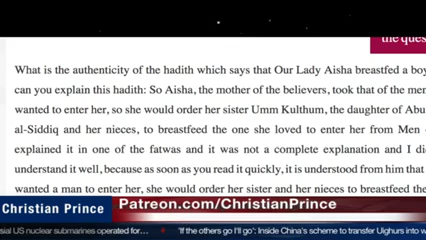 the ques
What is the authenticity of the hadith which says that Our Lady Aisha breastfed a boy
can you explain this hadith: So Aisha, the mother of the believers, took that of the men
wanted to enter her, so she would order her sister Umm Kulthum, the daughter of Abu
al-Siddiq and her nieces, to breastfeed the one she loved to enter her from Men
explained it in one of the fatwas and it was not a complete explanation and I di
understand it well, because as soon as you read it quickly, it is understood from him that
wanted a man to enter her, she would order her sister and her nieces to breastfeed the
Christian Prince
Patreon.com/ChristianPrince
sial US nuclear submarines operated for…
'If the others go I'll go': Inside China's scheme to transfer Uighurs into w